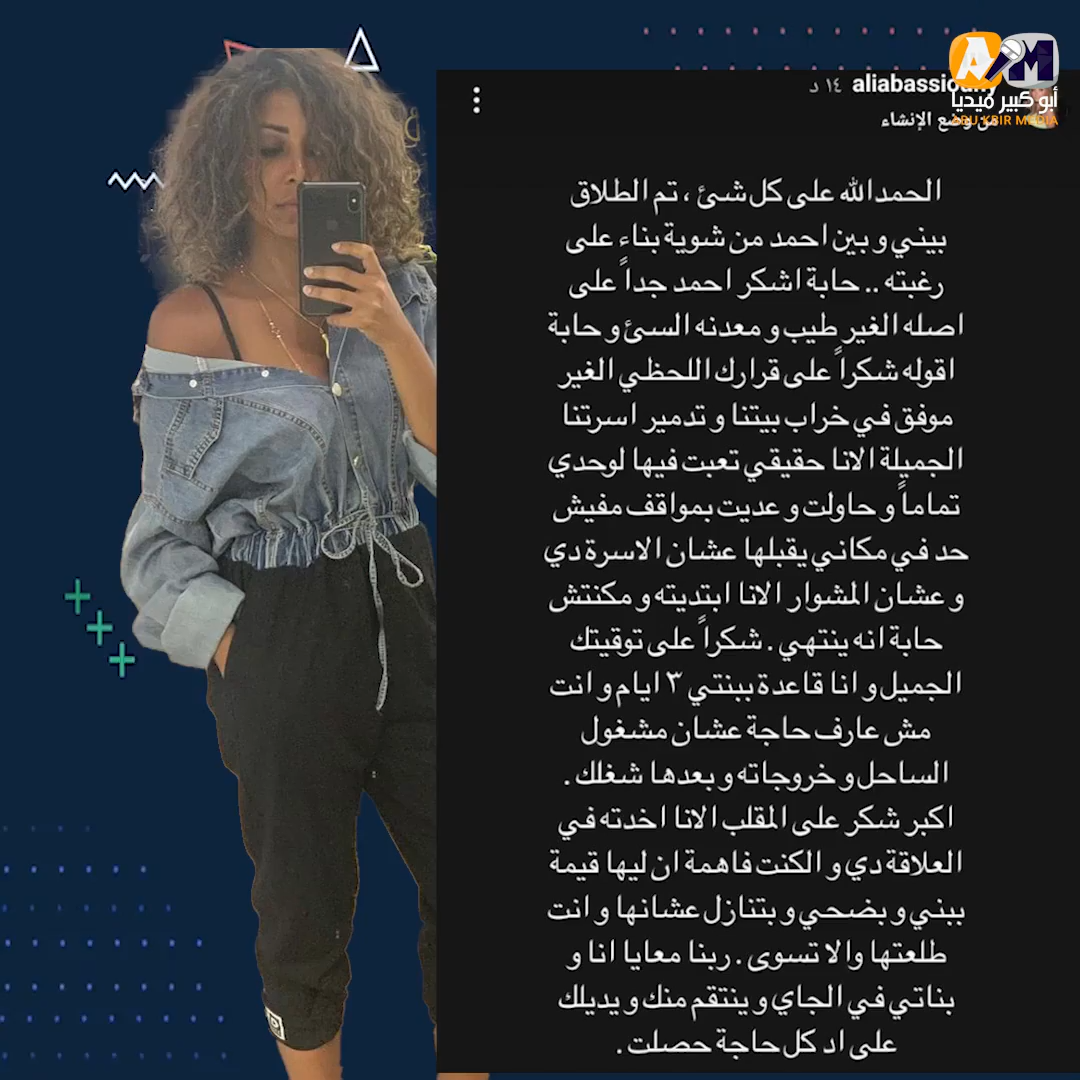 أبو كبير ميديا
ABU KBIR MEDIA
aliabassiouny ١٤ د
من وضع الإنشاء
الحمدالله على كل شئ ، تم الطلاق
بيني و بين احمد من شوية بناء على
رغبته .. حابة اشكر احمد جداً على
اصله الغير طيب و معدنه السئ و حابة
اقوله شكراً على قرارك اللحظي الغير
موفق في خراب بيتنا و تدمير اسرتنا
الجميلة الانا حقيقي تعبت فيها لوحدي
تماماً و حاولت و عديت بمواقف مفيش
حد في مكاني يقبلها عشان الاسرة دي
و عشان المشوار الانا ابتديته و مكنتش
حابة انه ينتهي . شكراً على توقيتك
الجميل و انا قاعدة ببنتي ٣ ايام و انت
مش عارف حاجة عشان مشغول
الساحل و خروجاته و بعدها شغلك .
اكبر شكر على المقلب الانا اخدته في
العلاقة دي و الكنت فاهمة ان ليها قيمة
ببني و بضحي و بتنازل عشانها و انت
طلعتها والا تسوى . ربنا معايا انا و
بناتي في الجاي و ينتقم منك و يديلك
على اد كل حاجة حصلت .